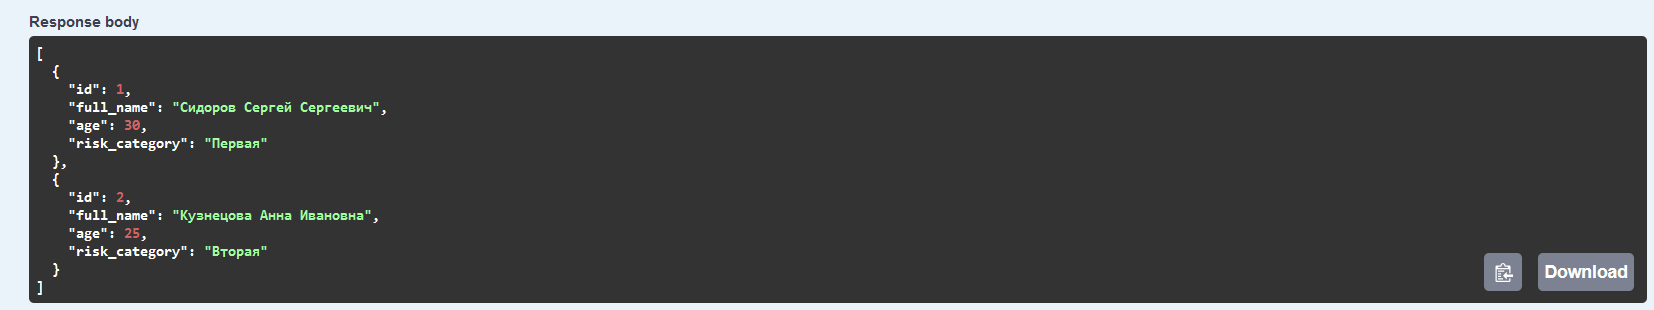 Response body
[
  {
    "id": 1,
    "full_name": "Сидоров Сергей Сергеевич",
    "age": 30,
    "risk_category": "Первая"
  },
  {
    "id": 2,
    "full_name": "Кузнецова Анна Ивановна",
    "age": 25,
    "risk_category": "Вторая"
  }
]
Download